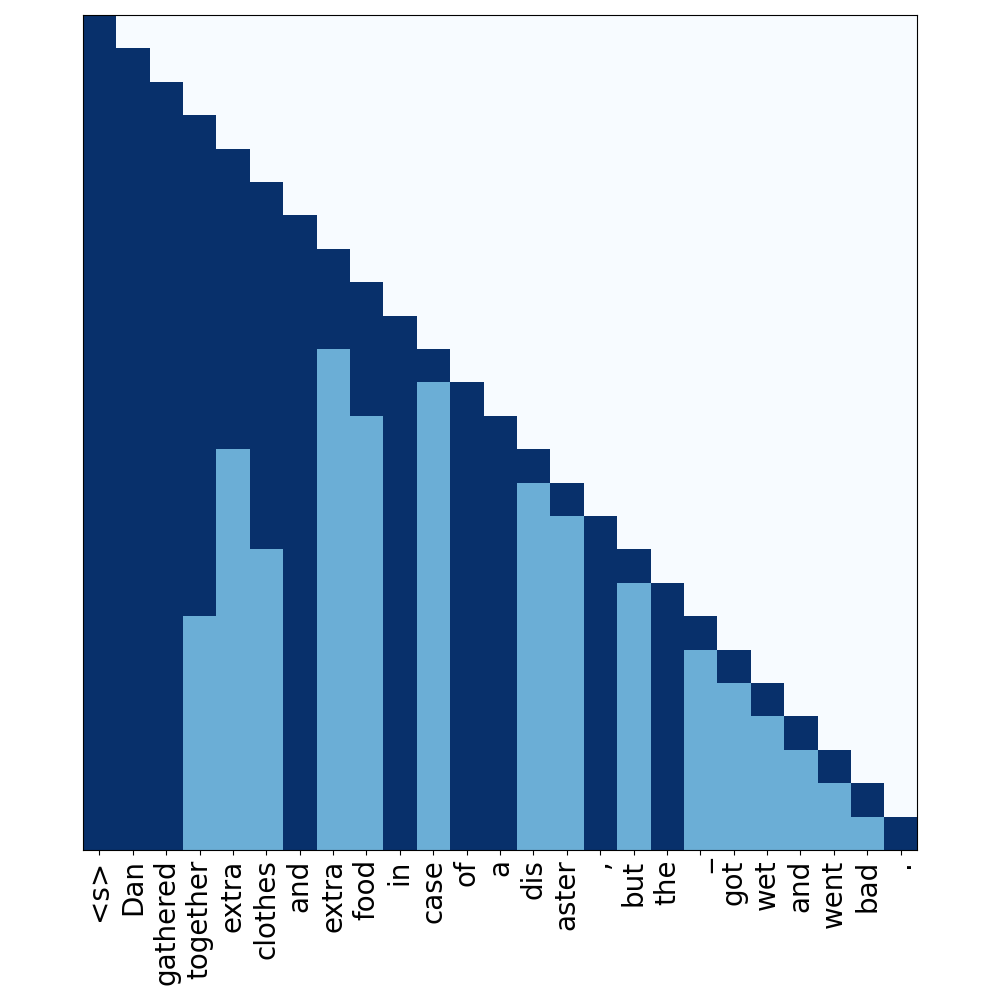 <s>
Dan
gathered
together
extra
clothes
and
extra
food
in
case
of
a
dis
aster
,
but
the
_
got
wet
and
went
bad
.